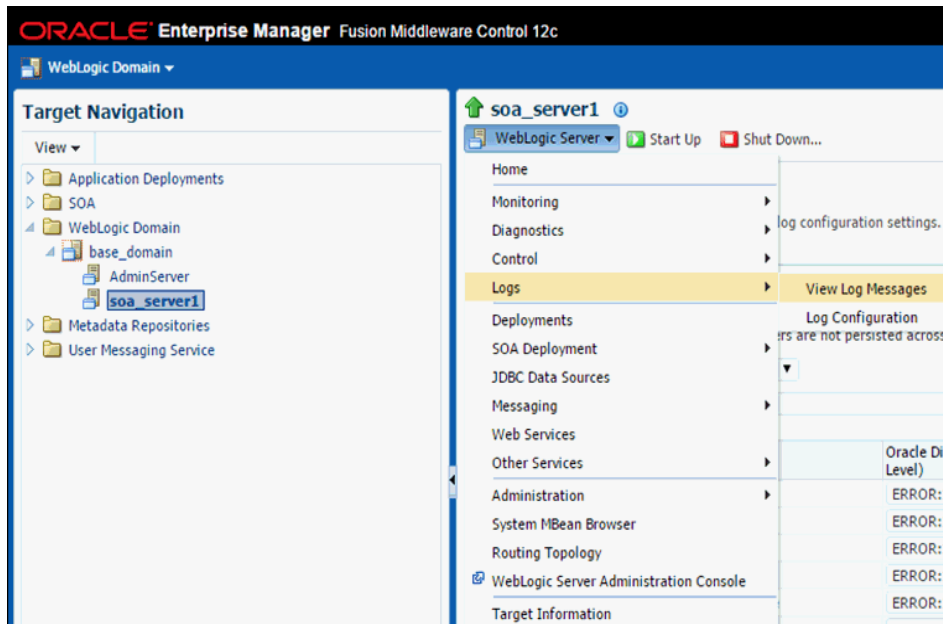 ORACLE Enterprise Manager Fusion Middleware Control 12c
WebLogic Domain
Target Navigation
View
Application Deployments
SOA
WebLogic Domain
base_domain
AdminServer
soa_server1
Metadata Repositories
User Messaging Service
soa_server1
WebLogic Server
Start Up
Shut Down...
Home
Monitoring
Diagnostics
log configuration settings.
Control
Logs
View Log Messages
Log Configuration
Deployments
ers are not persisted across
SOA Deployment
JDBC Data Sources
Messaging
Web Services
Other Services
Oracle Di
Level)
Administration
ERROR:
System MBean Browser
ERROR:
Routing Topology
ERROR:
WebLogic Server Administration Console
ERROR:
Target Information
ERROR: